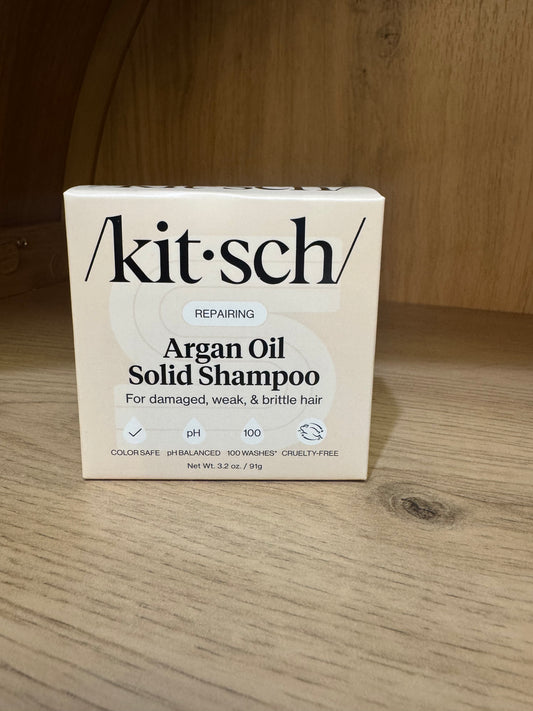 /kit·sch/
REPAIRING
Argan Oil
Solid Shampoo
For damaged, weak, & brittle hair
pH 100
COLOR SAFE pH BALANCED 100 WASHES* CRUELTY-FREE
Net Wt. 3.2 oz. / 91g